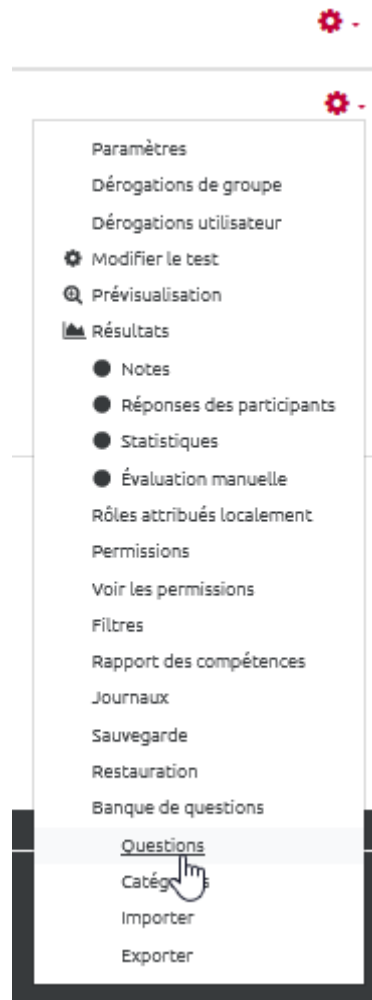 Paramètres
Dérogations de groupe
Dérogations utilisateur
Modifier le test
Prévisualisation
Résultats
Notes
Réponses des participants
Statistiques
Évaluation manuelle
Rôles attribués localement
Permissions
Voir les permissions
Filtres
Rapport des compétences
Journaux
Sauvegarde
Restauration
Banque de questions
Questions
Importer
Exporter